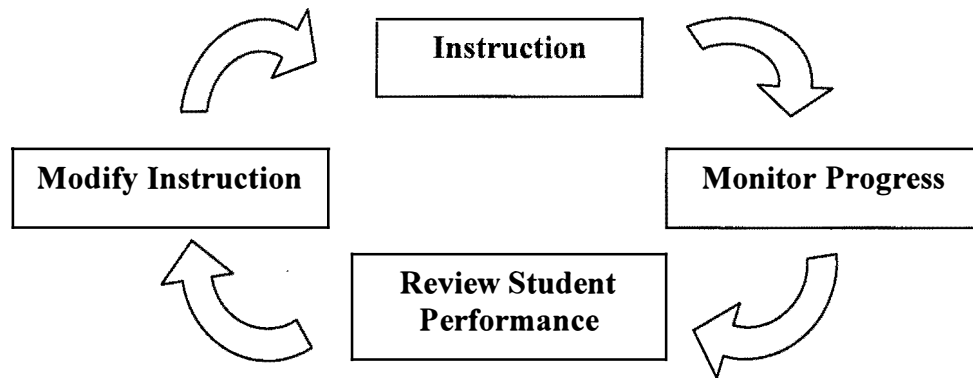 Instruction
Monitor Progress
Review Student
Performance
Modify Instruction